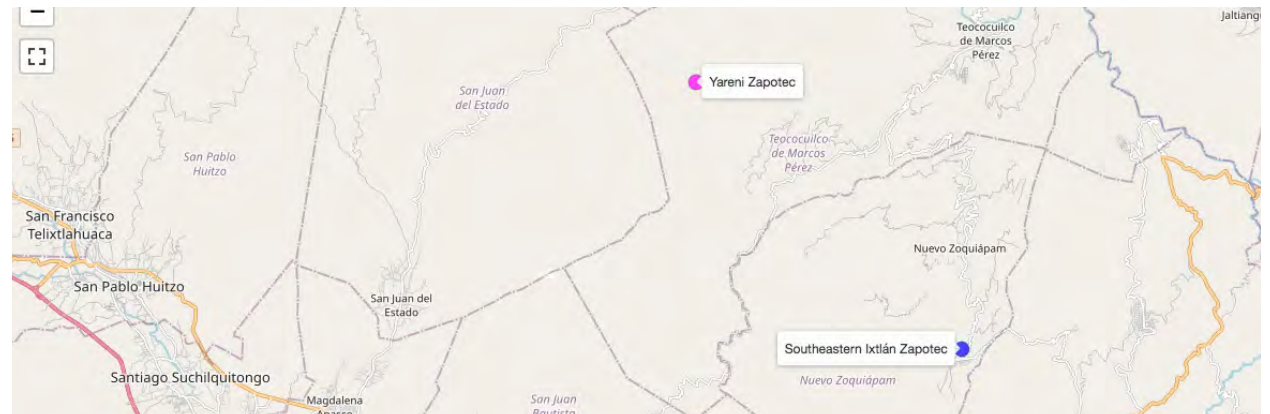 Teococuilco
de Marcos
Pérez
Yareni Zapotec
San Juan
del Estado
Teococuilco
de Marcos
Pérez
San Pablo
Huitzo
San Francisco
Telixtlahuaca
Nuevo Zoquiápam
San Pablo Huitzo
San Juan del
Estado
Southeastern Ixtlán Zapotec
Santiago Suchilquitongo
Nuevo Zoquiápam
Magdalena
San Juan